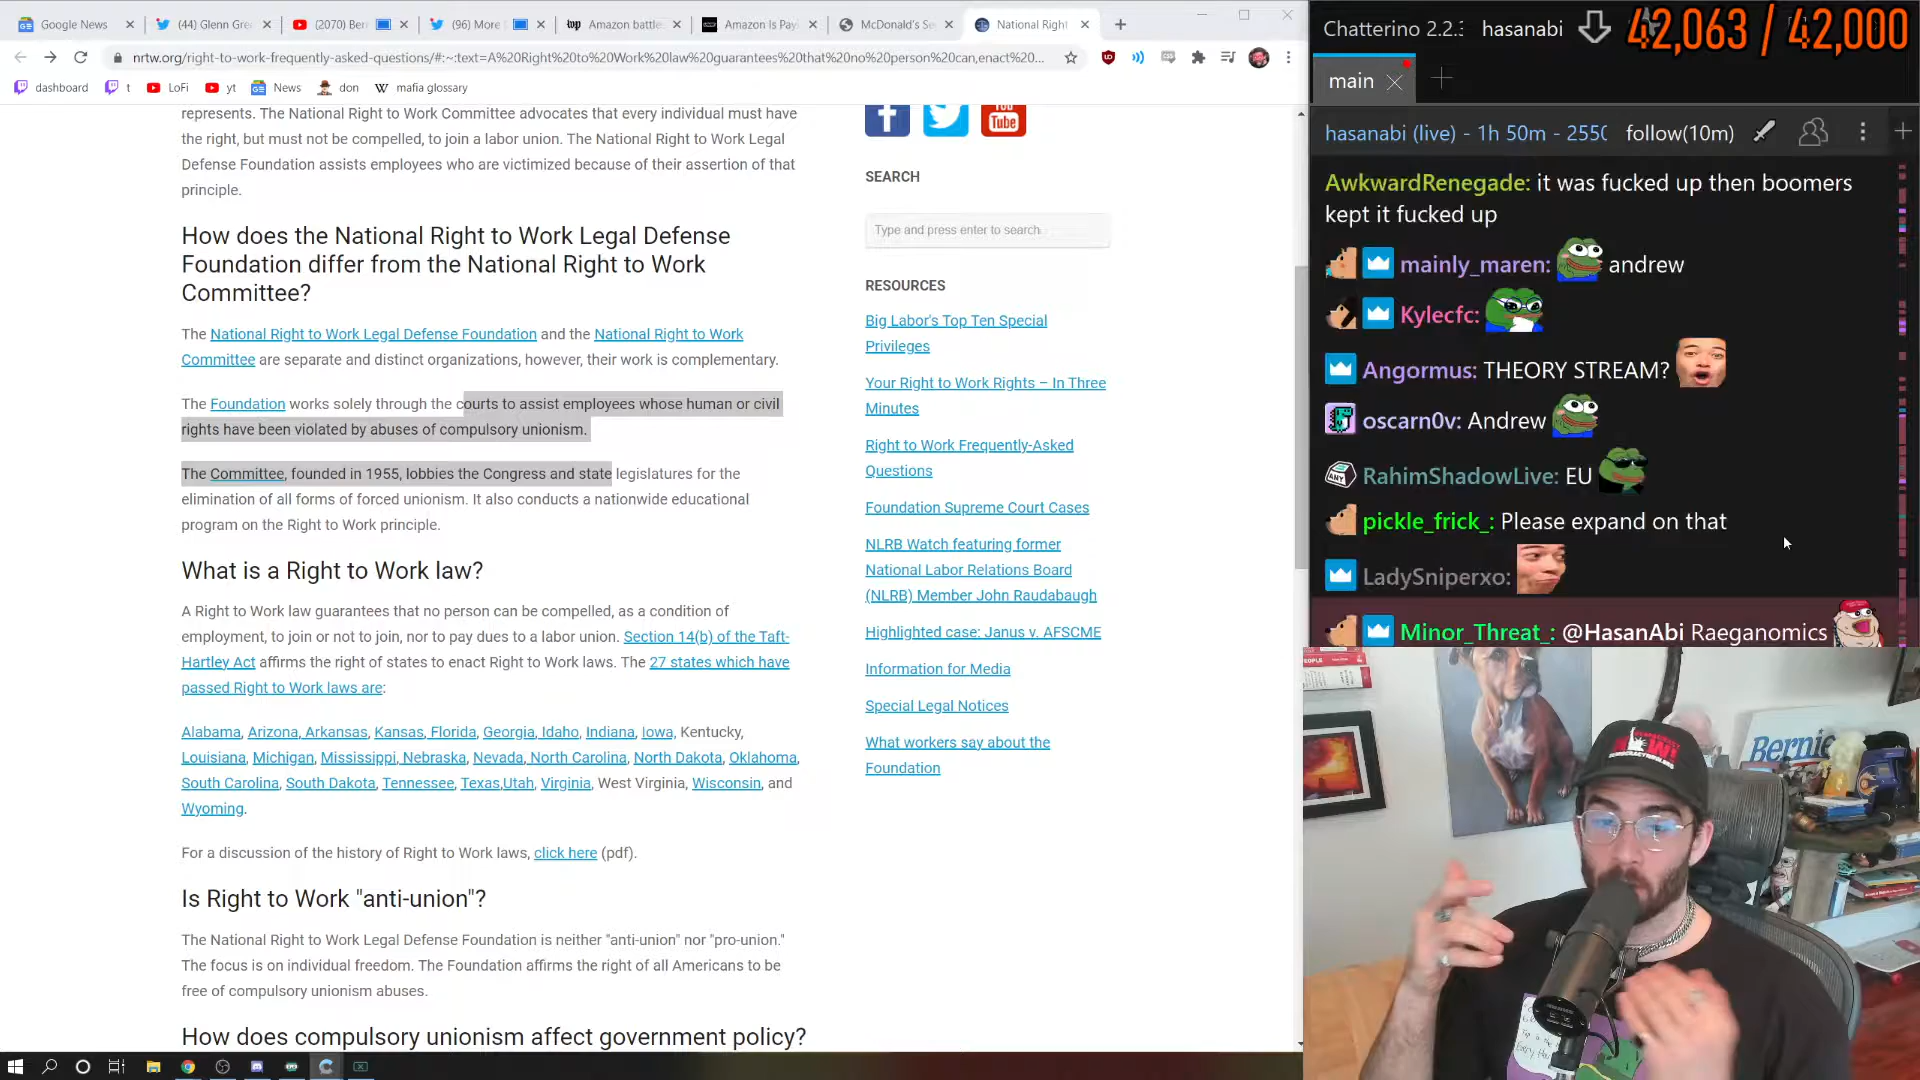 Google News
(44) Glenn Gre
(2070) Ber
(96) More
Amazon battle
Amazon Is Pay
McDonald's Se
National Right
nrtw.org/right-to-work-frequently-asked-questions/#:~:text=A%20Right%20to%20Work%20law%20guarantees%20that%20no%20person%20can,enact%20...
dashboard
t
LoFi
yt
News
don
mafia glossary
represents. The National Right to Work Committee advocates that every individual must have
the right, but must not be compelled, to join a labor union. The National Right to Work Legal
Defense Foundation assists employees who are victimized because of their assertion of that
principle.
How does the National Right to Work Legal Defense
Foundation differ from the National Right to Work
Committee?
The National Right to Work Legal Defense Foundation and the National Right to Work
Committee are separate and distinct organizations, however, their work is complementary.
The Foundation works solely through the courts to assist employees whose human or civil
rights have been violated by abuses of compulsory unionism.
The Committee, founded in 1955, lobbies the Congress and state legislatures for the
elimination of all forms of forced unionism. It also conducts a nationwide educational
program on the Right to Work principle.
What is a Right to Work law?
A Right to Work law guarantees that no person can be compelled, as a condition of
employment, to join or not to join, nor to pay dues to a labor union. Section 14(b) of the Taft-
Hartley Act affirms the right of states to enact Right to Work laws. The 27 states which have
passed Right to Work laws are:
Alabama, Arizona, Arkansas, Kansas, Florida, Georgia, Idaho, Indiana, Iowa, Kentucky,
Louisiana, Michigan, Mississippi, Nebraska, Nevada, North Carolina, North Dakota, Oklahoma,
South Carolina, South Dakota, Tennessee, Texas,Utah, Virginia, West Virginia, Wisconsin, and
Wyoming.
For a discussion of the history of Right to Work laws, click here (pdf).
Is Right to Work "anti-union"?
The National Right to Work Legal Defense Foundation is neither "anti-union" nor "pro-union."
The focus is on individual freedom. The Foundation affirms the right of all Americans to be
free of compulsory unionism abuses.
How does compulsory unionism affect government policy?
You
Tube
SEARCH
Type and press enter to search
RESOURCES
Big Labor's Top Ten Special
Privileges
Your Right to Work Rights – In Three
Minutes
Right to Work Frequently-Asked
Questions
Foundation Supreme Court Cases
NLRB Watch featuring former
National Labor Relations Board
(NLRB) Member John Raudabaugh
Highlighted case: Janus v. AFSCME
Information for Media
Special Legal Notices
What workers say about the
Foundation
Chatterino 2.2.
hasanabi
42,063 / 42,000
main
hasanabi (live) - 1h 50m - 255
follow(10m)
AwkwardRenegade: it was fucked up then boomers
kept it fucked up
mainly_maren: andrew
Kylecfc:
Angormus: THEORY STREAM?
oscarn0v: Andrew
RahimShadowLive: EU
pickle_frick_: Please expand on that
LadySniperxo:
Minor_Threat_: @HasanAbi Raeganomics
Bernie